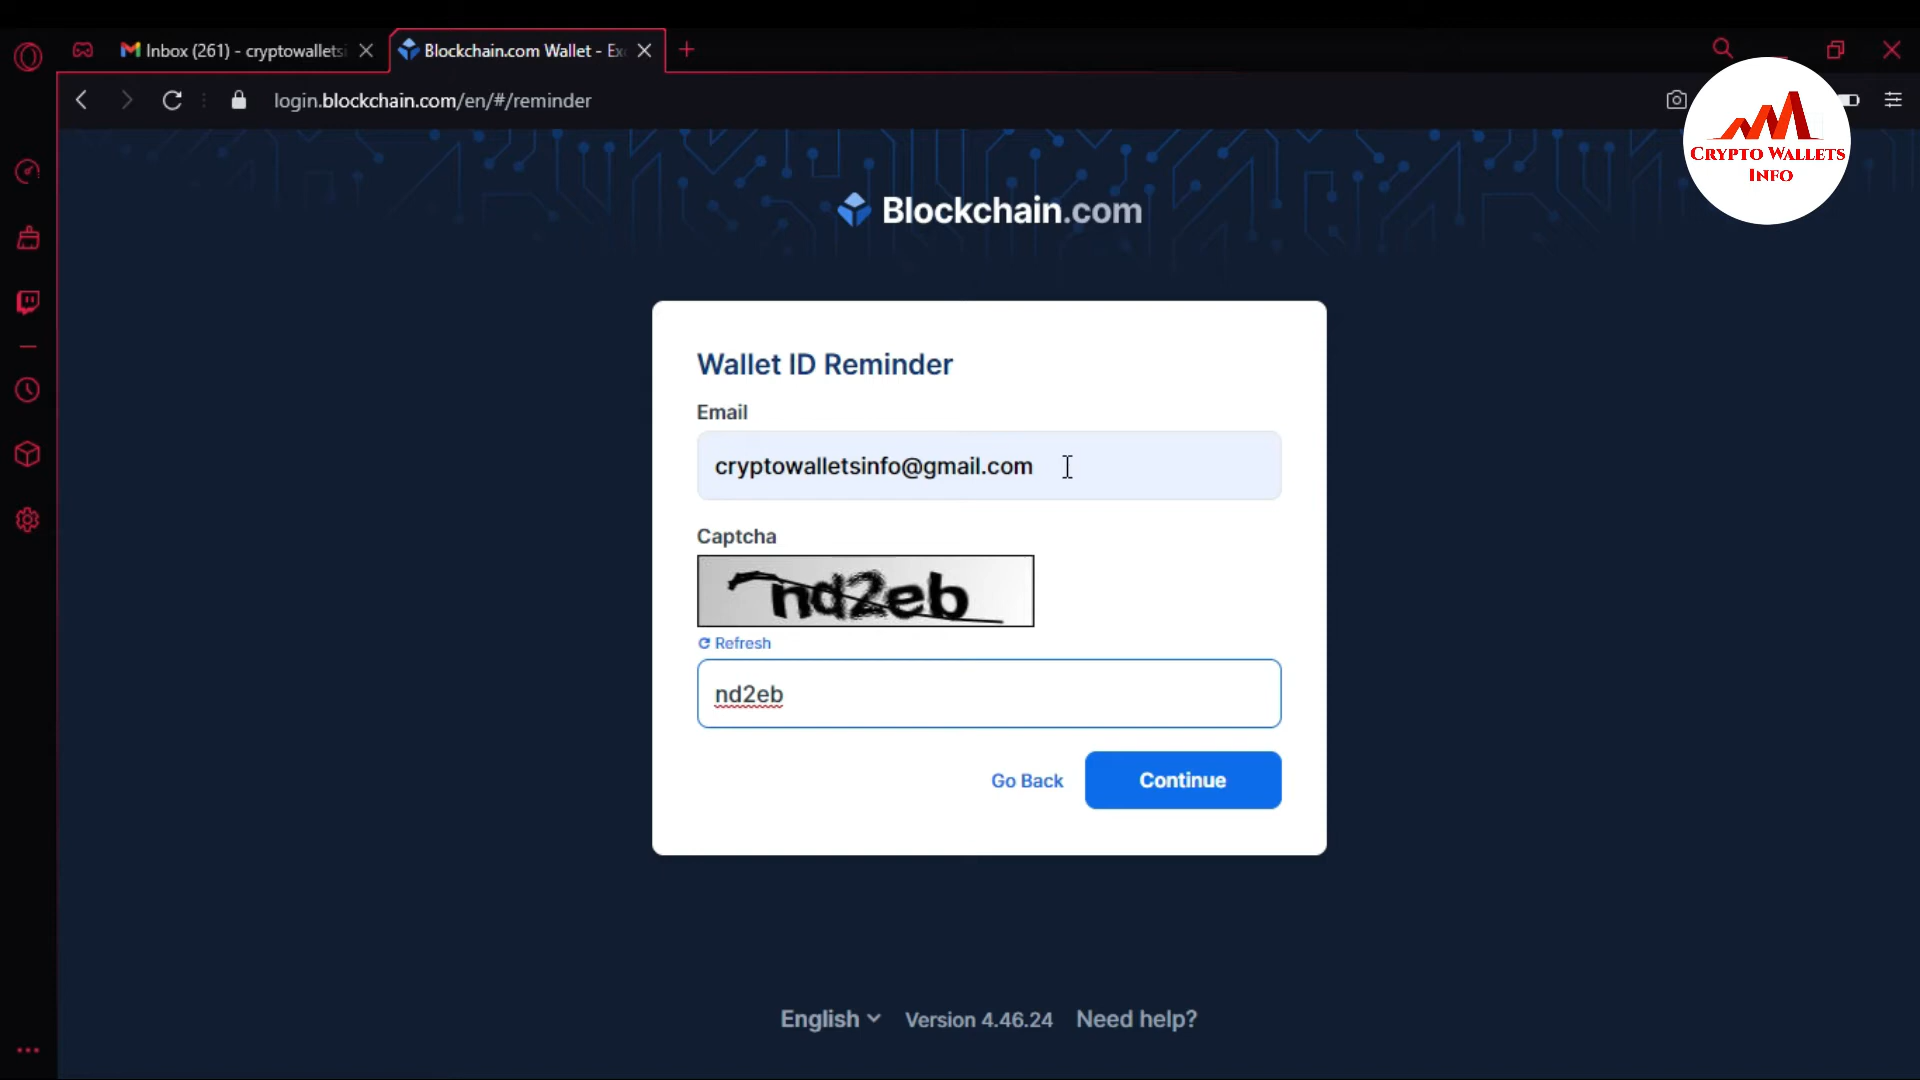 Inbox (261) - cryptowallets
Blockchain.com Wallet - Ex
login.blockchain.com/en/#/reminder
CRYPTO WALLETS
INFO
Blockchain.com
Wallet ID Reminder
Email
cryptowalletsinfo@gmail.com
Captcha
nd2eb
Refresh
nd2eb
Go Back
Continue
English
Version 4.46.24
Need help?